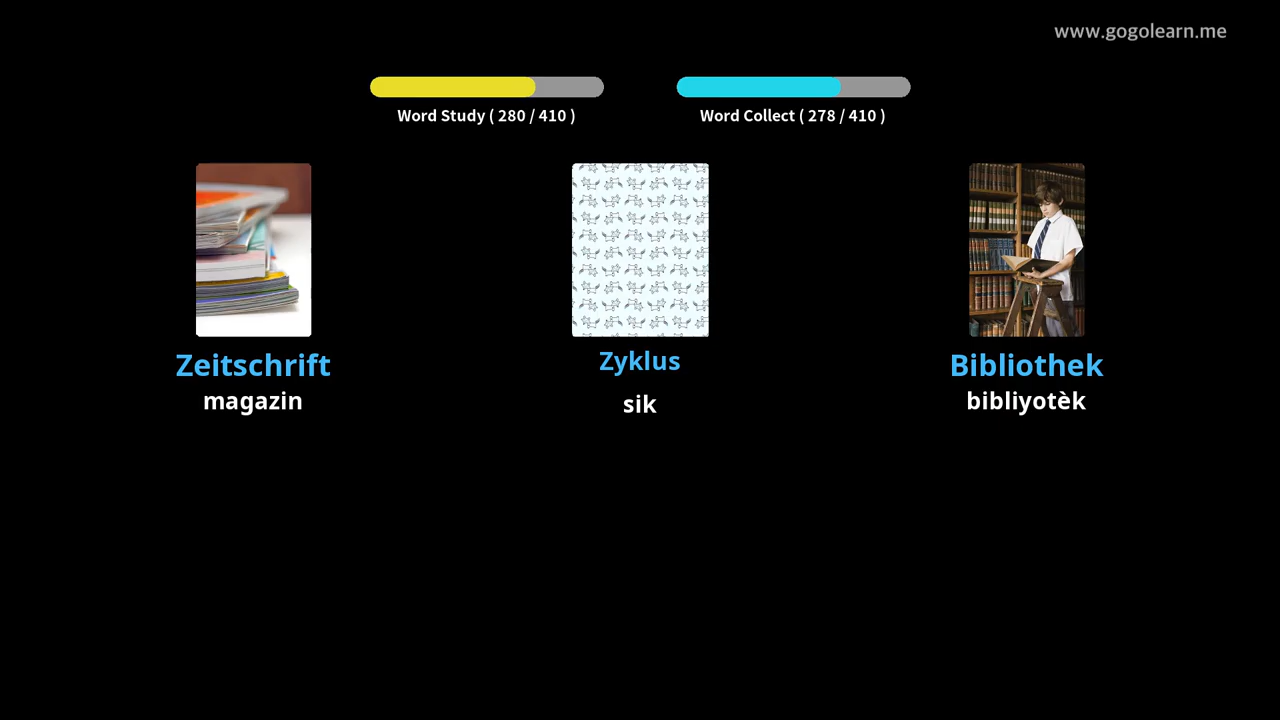 www.gogolearn.me
Word Study ( 280 / 410 )
Word Collect ( 278 / 410 )
Zeitschrift
magazin
Zyklus
sik
Bibliothek
bibliyotèk